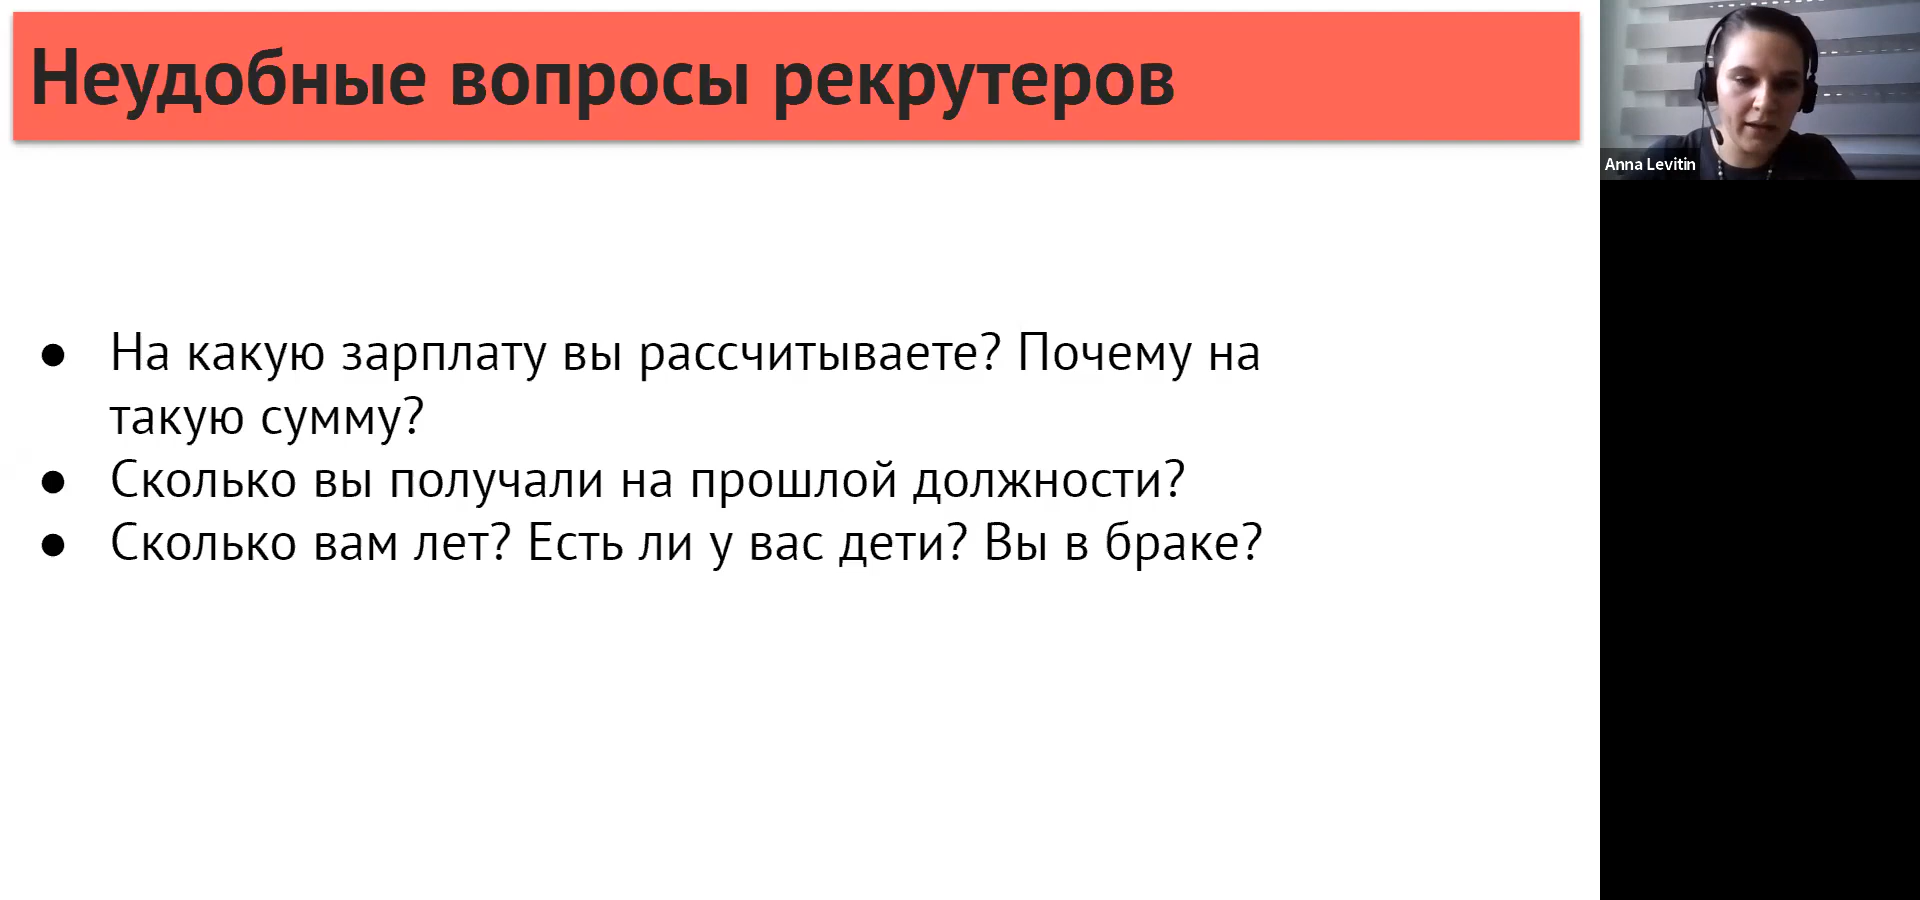 Неудобные вопросы рекрутеров
Anna Levitin
● На какую зарплату вы рассчитываете? Почему на
такую сумму?
● Сколько вы получали на прошлой должности?
● Сколько вам лет? Есть ли у вас дети? Вы в браке?